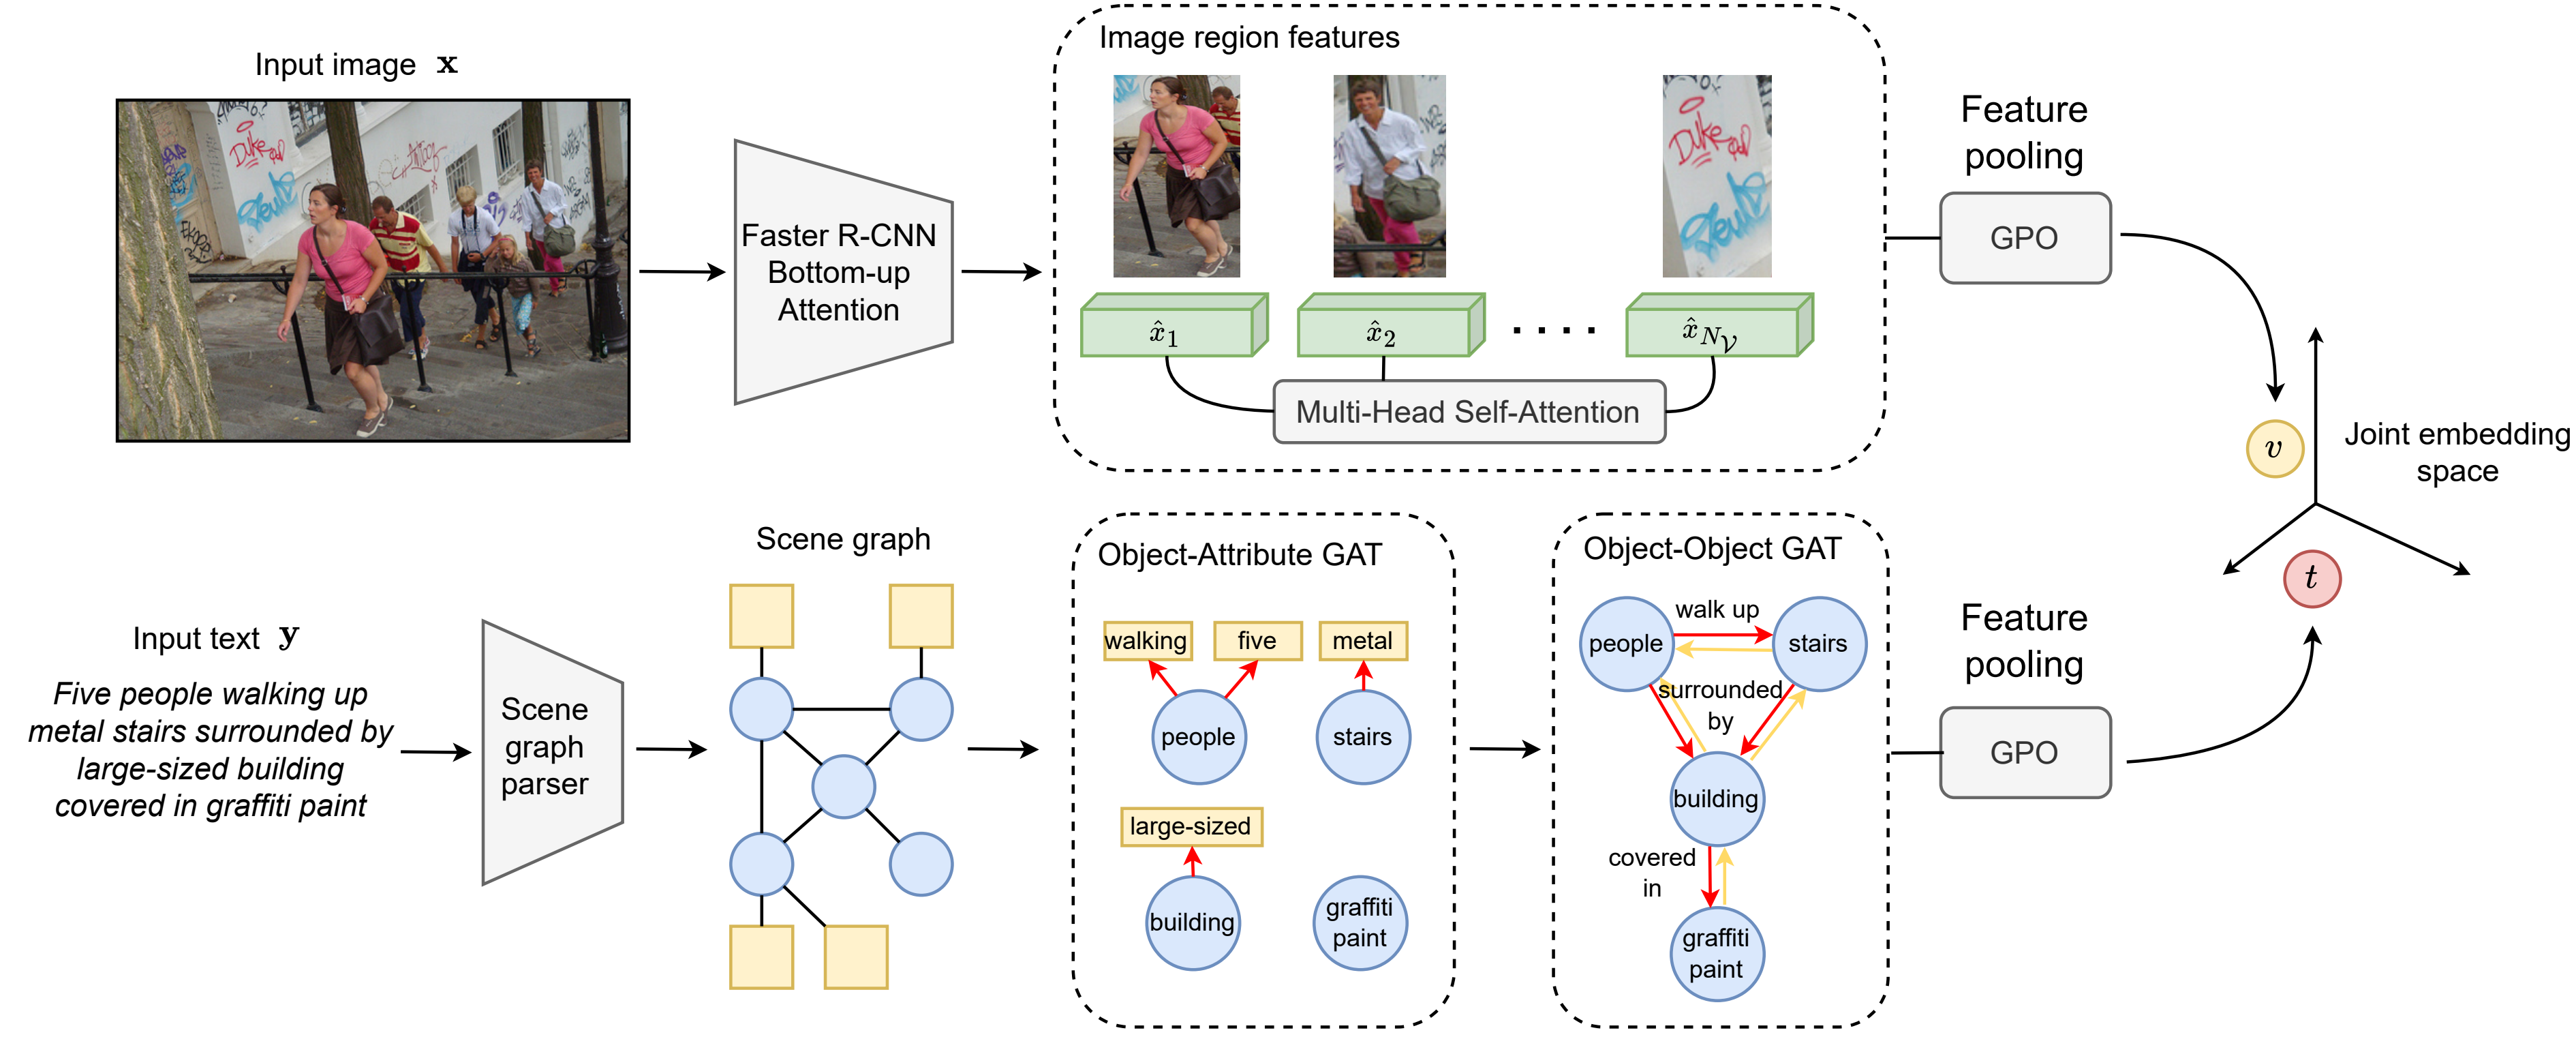 Input image x
Faster R-CNN
Bottom-up
Attention
Image region features
Duke
x̂1
x̂2
. . . .
x̂N𝒱
Multi-Head Self-Attention
Feature
pooling
GPO
v
Joint embedding
space
t
Input text y
Five people walking up
metal stairs surrounded by
large-sized building
covered in graffiti paint
Scene
graph
parser
Scene graph
Object-Attribute GAT
walking
five
metal
people
stairs
large-sized
building
graffiti
paint
Object-Object GAT
people
walk up
stairs
surrounded
by
building
covered
in
graffiti
paint
Feature
pooling
GPO